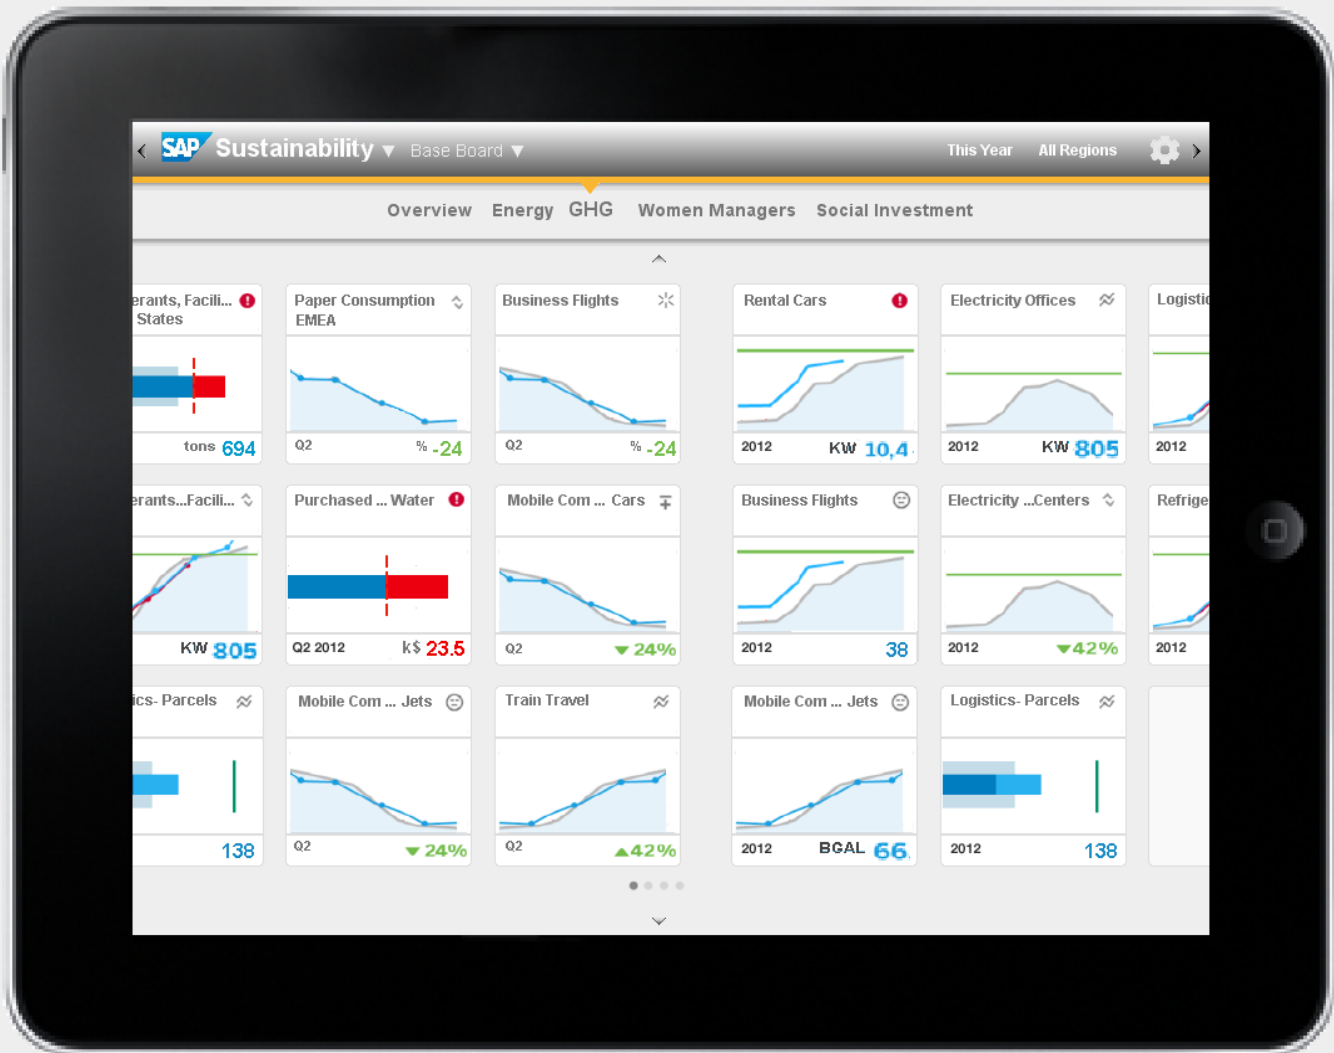 SAP Sustainability ▼ Base Board ▼ This Year All Regions
Overview Energy GHG Women Managers Social Investment
erants, Facili...
States
tons 694
Paper Consumption
EMEA
Q2 % -24
Business Flights
Q2 % -24
Rental Cars
2012 KW 10,4
Electricity Offices
2012 KW 805
Logistic
2012
erants...Facili...
KW 805
Purchased ... Water
Q2 2012 k$ 23.5
Mobile Com ... Cars
Q2 ▼24%
Business Flights
2012 38
Electricity ...Centers
2012 ▼42%
Refrige
2012
ics- Parcels
138
Mobile Com ... Jets
Q2 ▼24%
Train Travel
Q2 ▲42%
Mobile Com ... Jets
2012 BGAL 66
Logistics- Parcels
2012 138